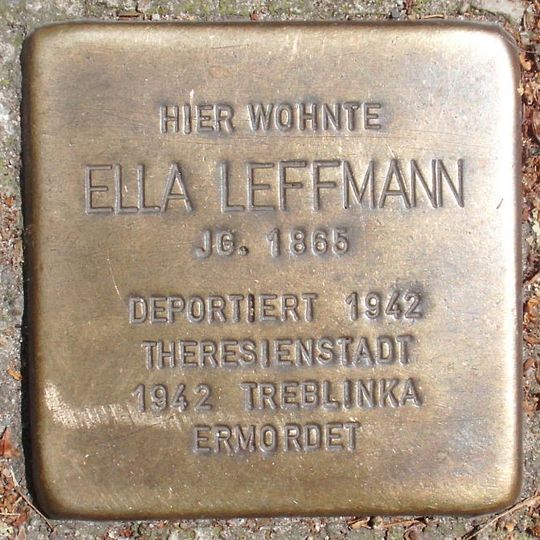 HIER WOHNTE
ELLA LEFFMANN
JG. 1865
DEPORTIERT 1942
THERESIENSTADT
1942 TREBLINKA
ERMORDET